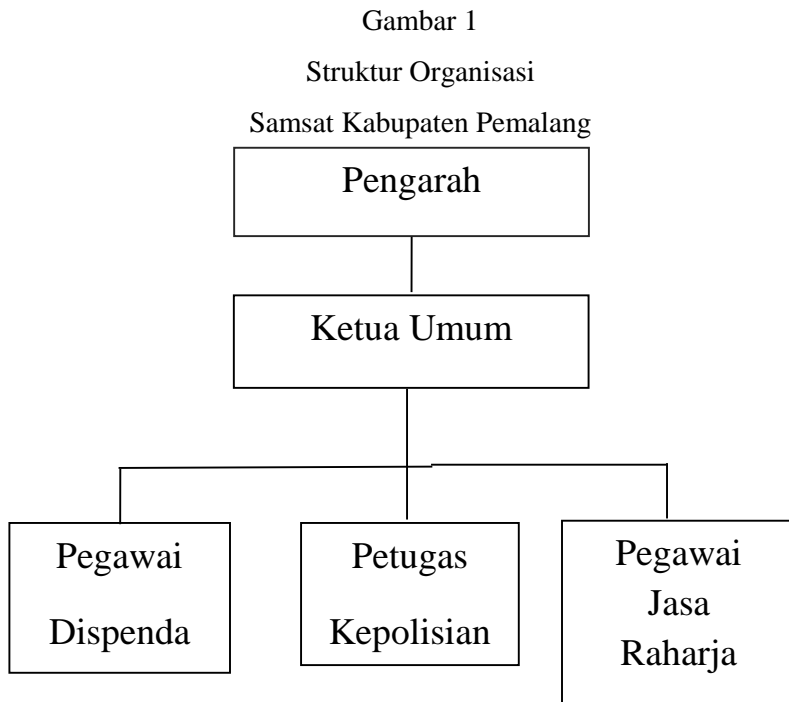 Gambar 1
Struktur Organisasi
Samsat Kabupaten Pemalang
Pengarah
Ketua Umum
Pegawai
Dispenda
Petugas
Kepolisian
Pegawai
Jasa
Raharja